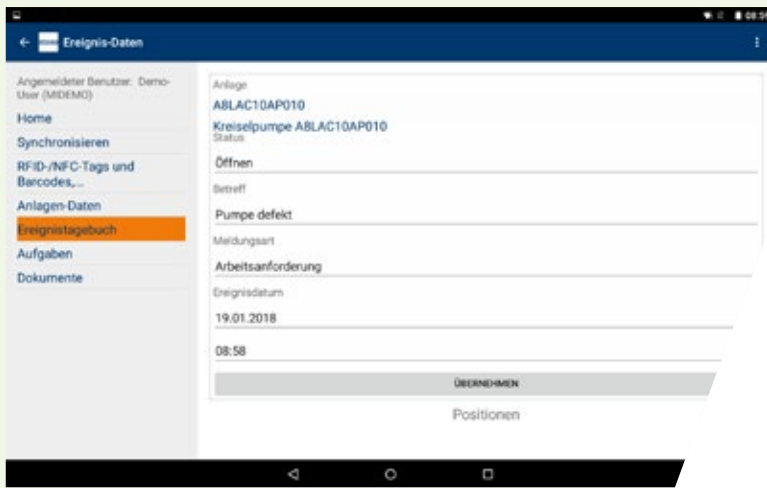 08:59
Ereignis-Daten
Angemeldeter Benutzer: Demo-
User (MIDEMO)
Home
Synchronisieren
RFID-/NFC-Tags und
Barcodes,...
Anlagen-Daten
Ereignistagebuch
Aufgaben
Dokumente
Anlage
A8LAC10AP010
Kreiselpumpe A8LAC10AP010
Status
Öffnen
Betreff
Pumpe defekt
Meldungsart
Arbeitsanforderung
Ereignisdatum
19.01.2018
08:58
ÜBERNEHMEN
Positionen